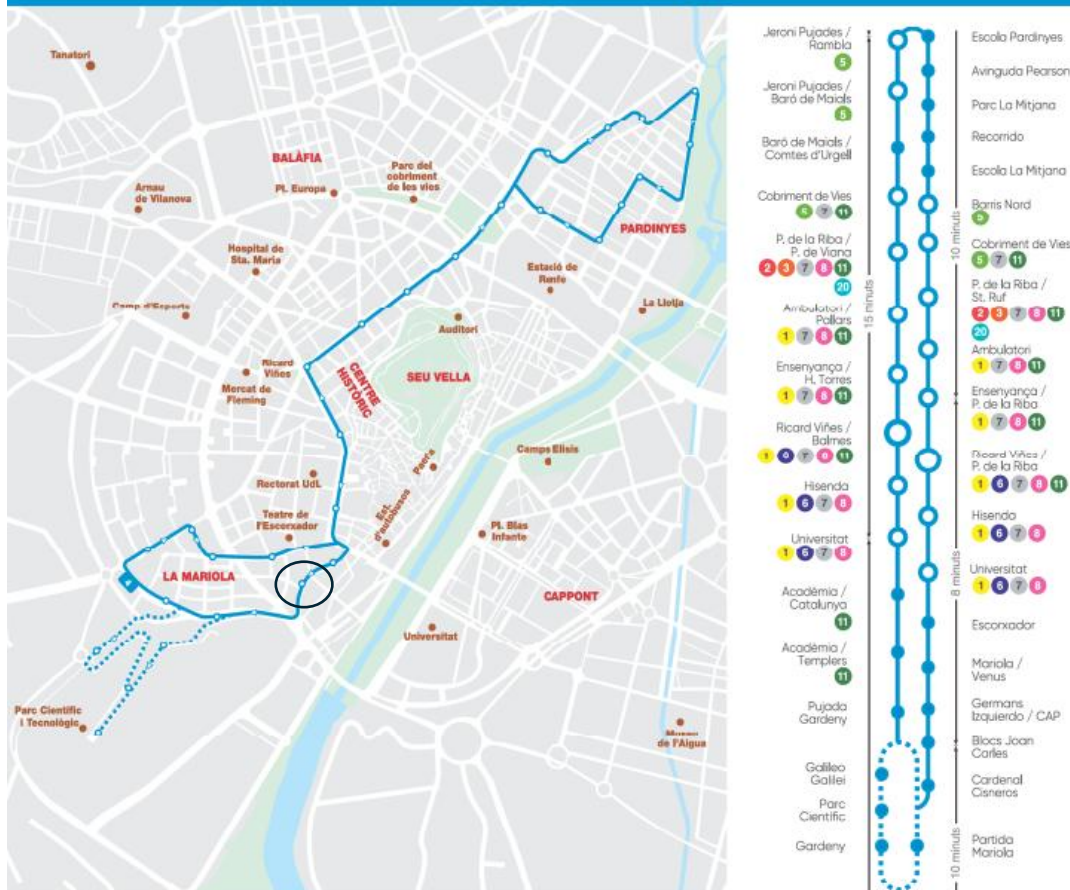 Tanatori
BALÀFIA
Arnau
de Vilanova
Pl. Europa
Parc del
cobriment
de les vies
PARDINYES
Hospital de
Sta. Maria
Estació de
Renfe
Camp d'Esports
La Llotja
Auditori
Ricard
Viñes
CENTRE
HISTÒRIC
SEU VELLA
Mercat de
Fleming
Camps Elisis
Paeria
Rectorat UdL
Est.
d'autobusos
Teatre de
l'Escorxador
Pl. Blas
Infante
LA MARIOLA
CAPPONT
Universitat
Parc Científic
i Tecnològic
de l'Aigua
Jeroni Pujades /
Rambla
5
Jeroni Pujades /
Baró de Maials
5
Baró de Maials /
Comtes d'Urgell
Cobriment de Vies
5 7 11
P. de la Riba /
P. de Viana
2 3 7 8 11
20
Ambulatori /
Pallars
1 7 8 11
Ensenyança /
H. Torres
1 7 8 11
Ricard Viñes /
Balmes
1 7 11
Hisenda
1 6 7 8
Universitat
1 6 7 8
Acadèmia /
Catalunya
11
Acadèmia /
Templers
11
Pujada
Gardeny
Galileo
Galilei
Parc
Científic
Gardeny
15 minuts
Escola Pardinyes
Avinguda Pearson
Parc La Mitjana
Recorrido
Escola La Mitjana
Barris Nord
5
Cobriment de Vies
5 7 11
P. de la Riba /
St. Ruf
2 3 7 8 11
20
Ambulatori
1 7 8 11
Ensenyança /
P. de la Riba
1 7 8 11
Ricard Viñes /
P. de la Riba
1 6 7 8 11
Hisenda
1 6 7 8
Universitat
1 6 7 8
Escorxador
Mariola /
Venus
Germans
Izquierdo / CAP
Blocs Joan
Carles
Cardenal
Cisneros
Partida
Mariola
10 minuts
8 minuts
10 minuts